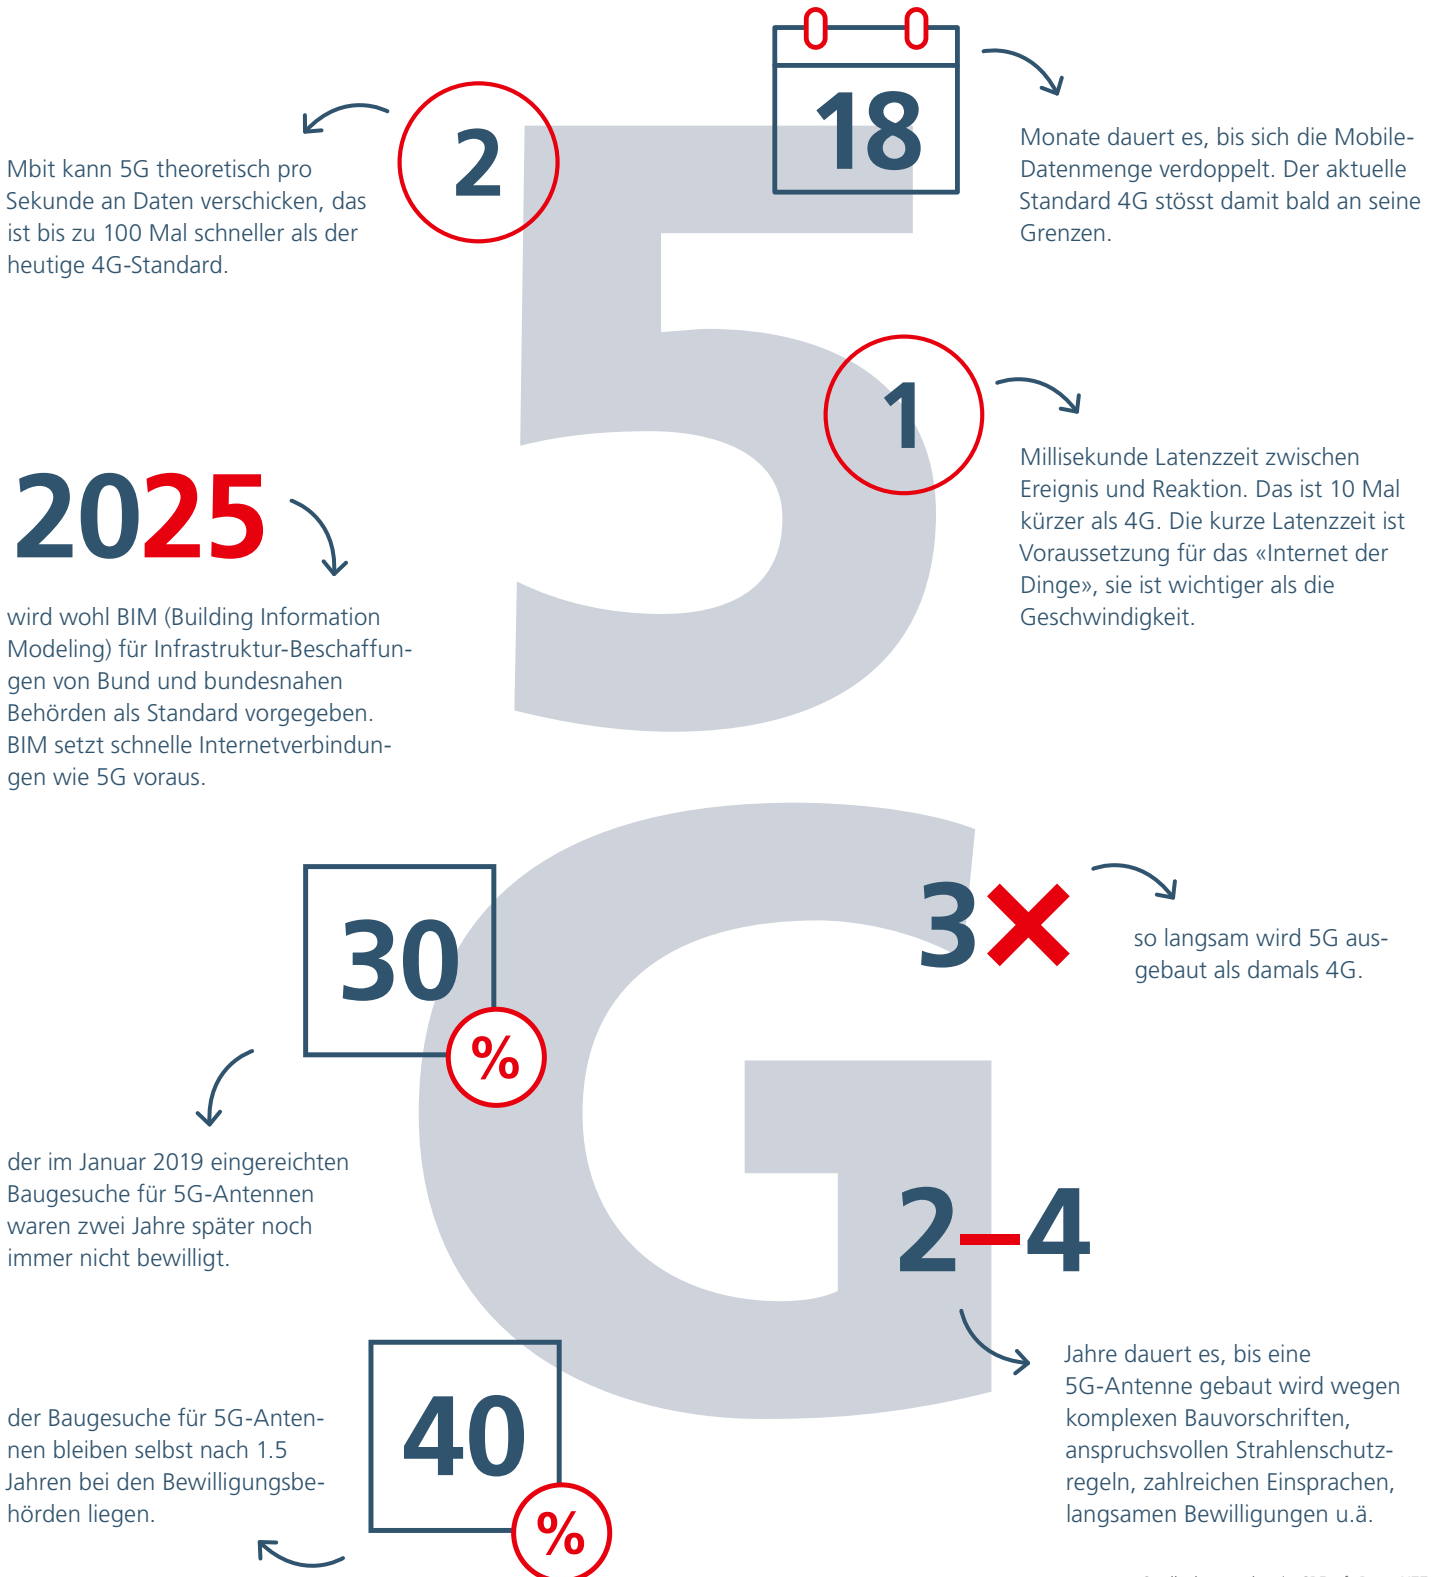 2
Mbit kann 5G theoretisch pro
Sekunde an Daten verschicken, das
ist bis zu 100 Mal schneller als der
heutige 4G-Standard.
18
Monate dauert es, bis sich die Mobile-
Datenmenge verdoppelt. Der aktuelle
Standard 4G stösst damit bald an seine
Grenzen.
5
1
Millisekunde Latenzzeit zwischen
Ereignis und Reaktion. Das ist 10 Mal
kürzer als 4G. Die kurze Latenzzeit ist
Voraussetzung für das «Internet der
Dinge», sie ist wichtiger als die
Geschwindigkeit.
2025
wird wohl BIM (Building Information
Modeling) für Infrastruktur-Beschaffun-
gen von Bund und bundesnahen
Behörden als Standard vorgegeben.
BIM setzt schnelle Internetverbindun-
gen wie 5G voraus.
G
3×
so langsam wird 5G aus-
gebaut als damals 4G.
30
%
der im Januar 2019 eingereichten
Baugesuche für 5G-Antennen
waren zwei Jahre später noch
immer nicht bewilligt.
2–4
Jahre dauert es, bis eine
5G-Antenne gebaut wird wegen
komplexen Bauvorschriften,
anspruchsvollen Strahlenschutz-
regeln, zahlreichen Einsprachen,
langsamen Bewilligungen u.ä.
40
%
der Baugesuche für 5G-Anten-
nen bleiben selbst nach 1.5
Jahren bei den Bewilligungsbe-
hörden liegen.